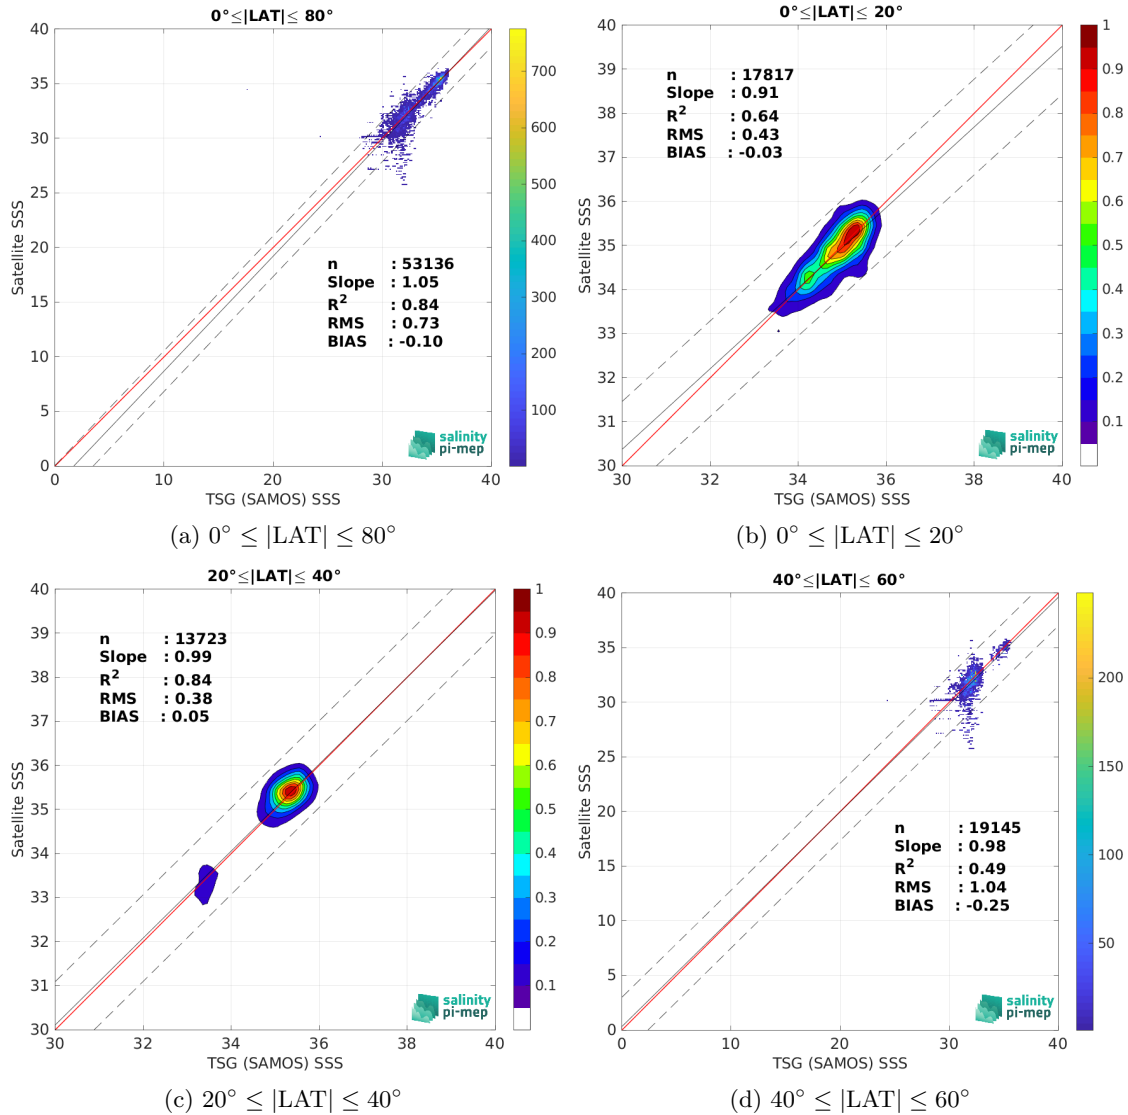 0°≤|LAT|≤ 80°
40
35
30
25
20
15
10
5
0
Satellite SSS
n : 53136
Slope : 1.05
R² : 0.84
RMS : 0.73
BIAS : -0.10
salinity
pi-mep
0 10 20 30 40
TSG (SAMOS) SSS
700
600
500
400
300
200
100
(a) 0° ≤ |LAT| ≤ 80°
0°≤|LAT|≤ 20°
40
39
38
37
36
35
34
33
32
31
30
Satellite SSS
n : 17817
Slope : 0.91
R² : 0.64
RMS : 0.43
BIAS : -0.03
salinity
pi-mep
30 32 34 36 38 40
TSG (SAMOS) SSS
1
0.9
0.8
0.7
0.6
0.5
0.4
0.3
0.2
0.1
(b) 0° ≤ |LAT| ≤ 20°
20°≤|LAT|≤ 40°
40
39
38
37
36
35
34
33
32
31
30
Satellite SSS
n : 13723
Slope : 0.99
R² : 0.84
RMS : 0.38
BIAS : 0.05
salinity
pi-mep
30 32 34 36 38 40
TSG (SAMOS) SSS
1
0.9
0.8
0.7
0.6
0.5
0.4
0.3
0.2
0.1
(c) 20° ≤ |LAT| ≤ 40°
40°≤|LAT|≤ 60°
40
35
30
25
20
15
10
5
0
Satellite SSS
n : 19145
Slope : 0.98
R² : 0.49
RMS : 1.04
BIAS : -0.25
salinity
pi-mep
0 10 20 30 40
TSG (SAMOS) SSS
200
150
100
50
(d) 40° ≤ |LAT| ≤ 60°